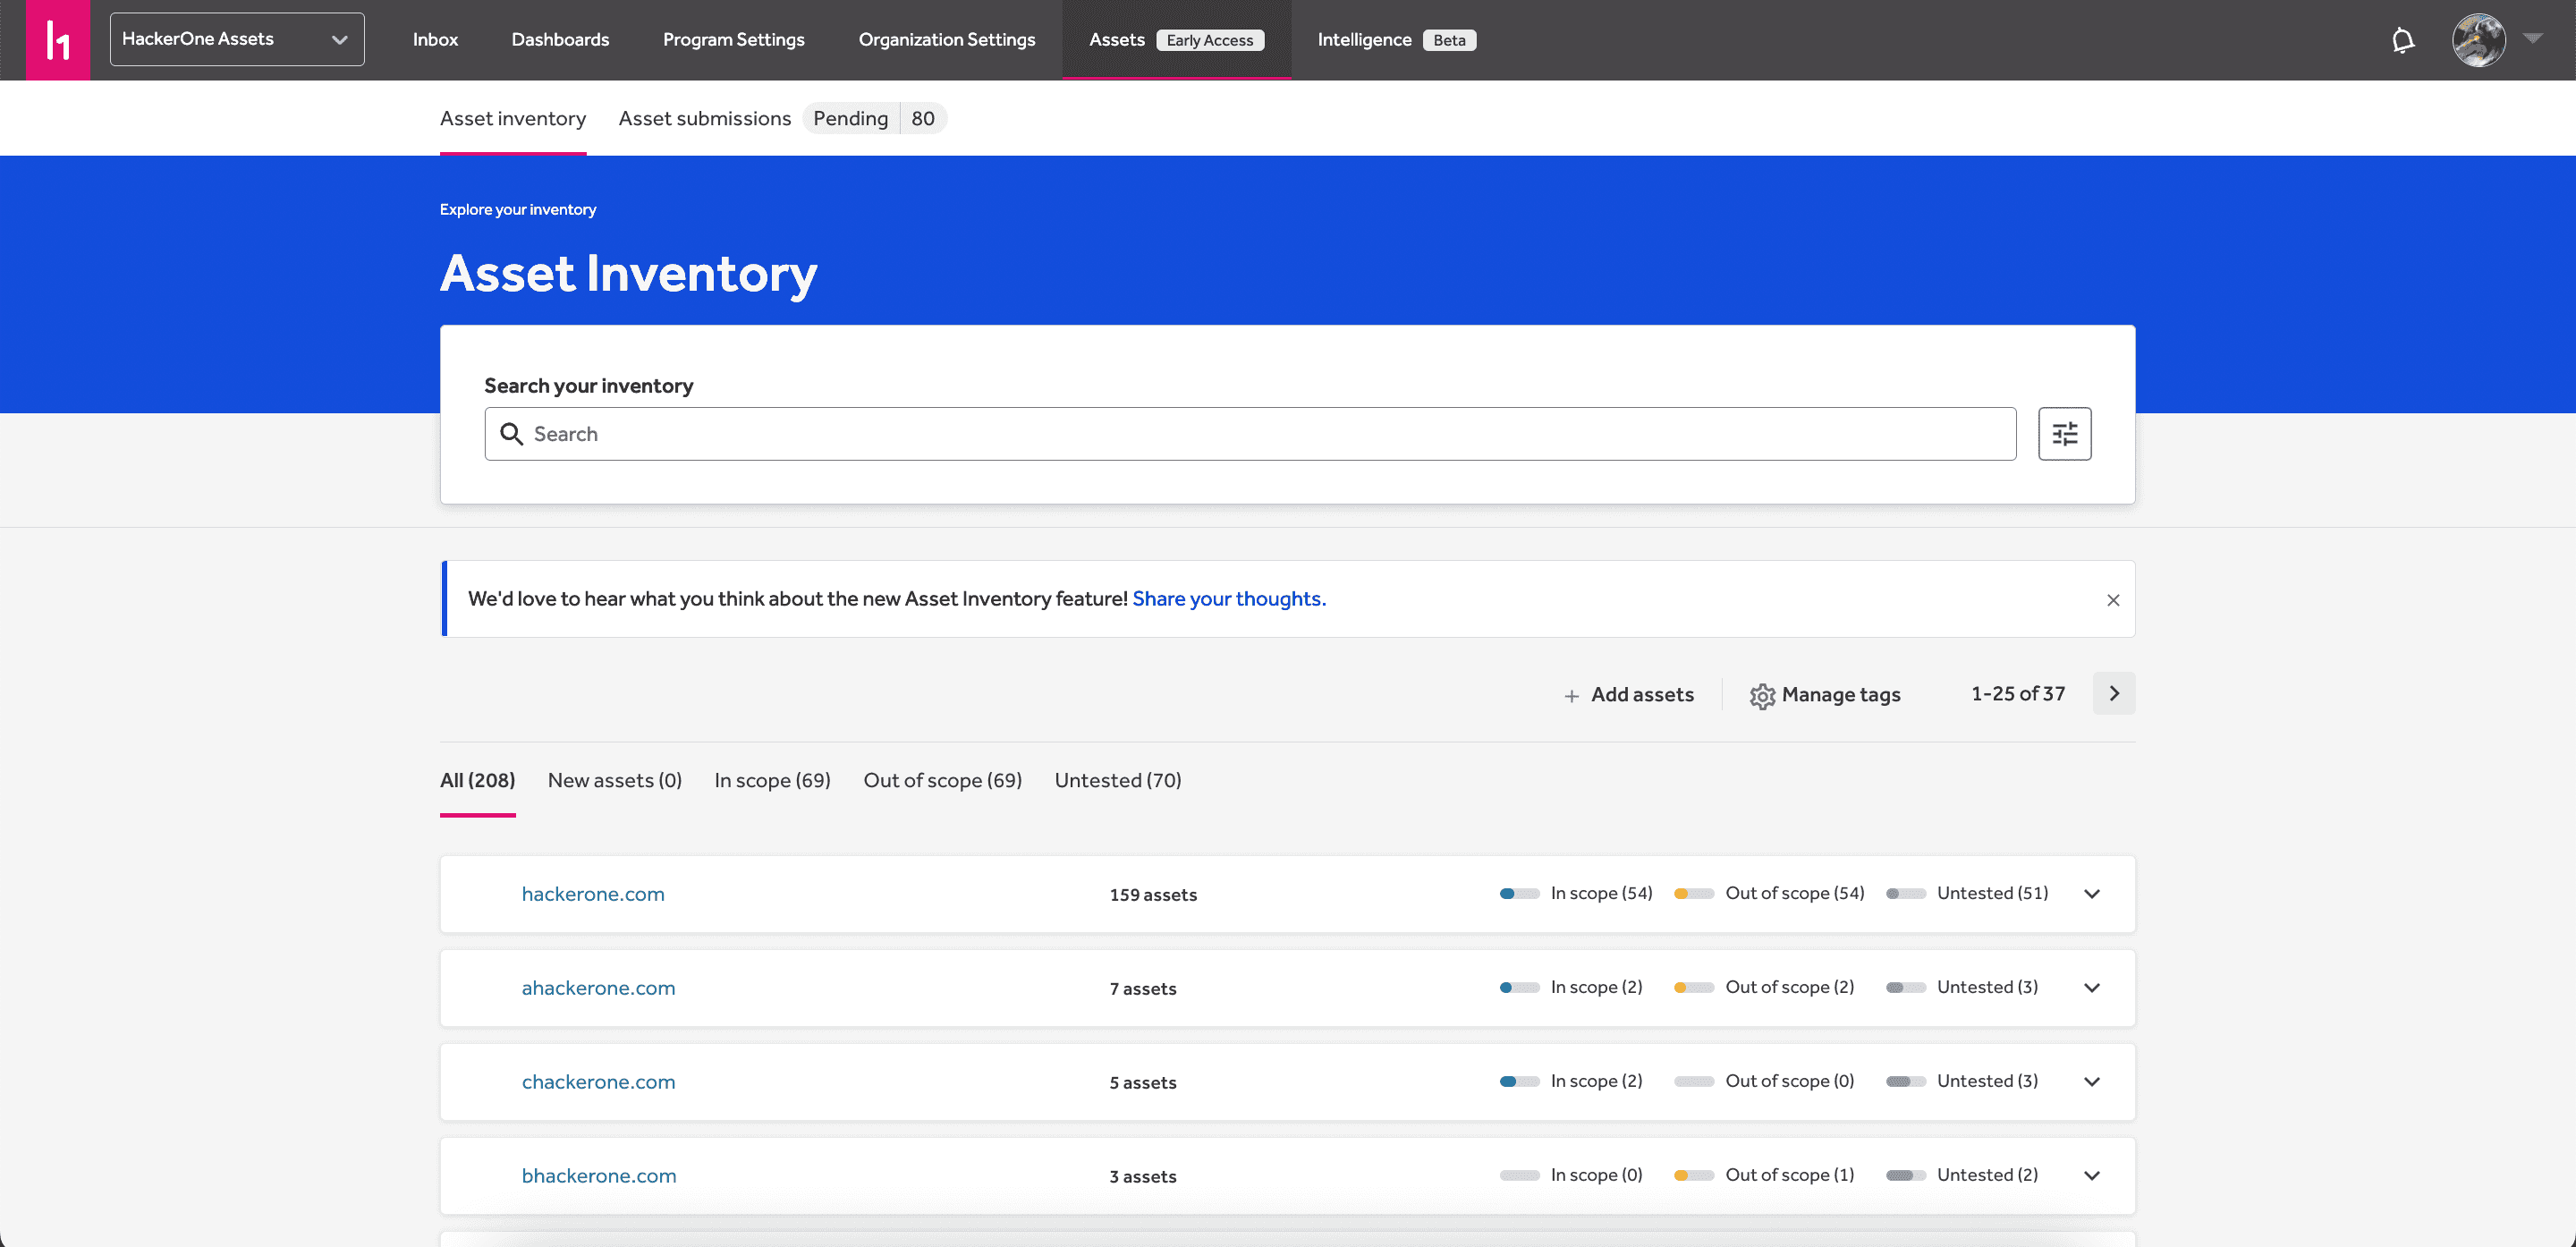 h1 HackerOne Assets Inbox Dashboards Program Settings Organization Settings Assets Early Access Intelligence Beta
Asset inventory Asset submissions Pending 80
Explore your inventory
Asset Inventory
Search your inventory
Search
We'd love to hear what you think about the new Asset Inventory feature! Share your thoughts.
Add assets Manage tags 1-25 of 37
All (208) New assets (0) In scope (69) Out of scope (69) Untested (70)
hackerone.com 159 assets In scope (54) Out of scope (54) Untested (51)
ahackerone.com 7 assets In scope (2) Out of scope (2) Untested (3)
chackerone.com 5 assets In scope (2) Out of scope (0) Untested (3)
bhackerone.com 3 assets In scope (0) Out of scope (1) Untested (2)